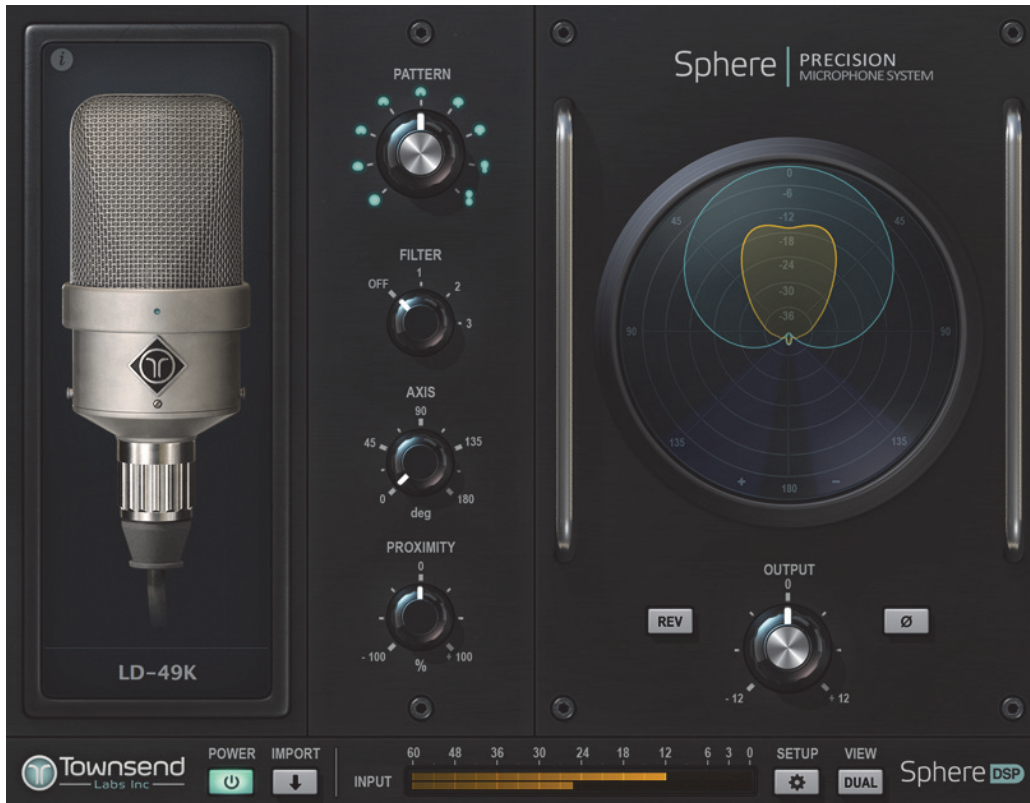 i
LD-49K
PATTERN
FILTER
OFF 1 2 3
AXIS
0 45 90 135 180
deg
PROXIMITY
0
- 100 % + 100
Sphere | PRECISION
MICROPHONE SYSTEM
0
-6
-12
-18
-24
-30
-36
45 45
90 90
135 135
+ 180 −
OUTPUT
0
- 12 + 12
REV
Ø
Townsend
Labs Inc
POWER
IMPORT
INPUT
60 48 36 30 24 18 12 6 3 0
SETUP
VIEW
DUAL
Sphere DSP